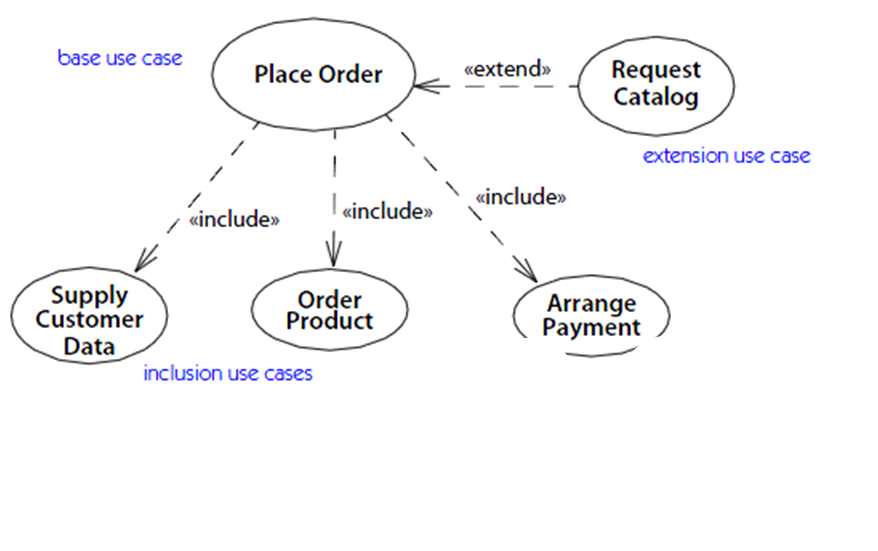 base use case
Place Order
«extend»
Request
Catalog
extension use case
«include»
«include»
«include»
Supply
Customer
Data
Order
Product
Arrange
Payment
inclusion use cases